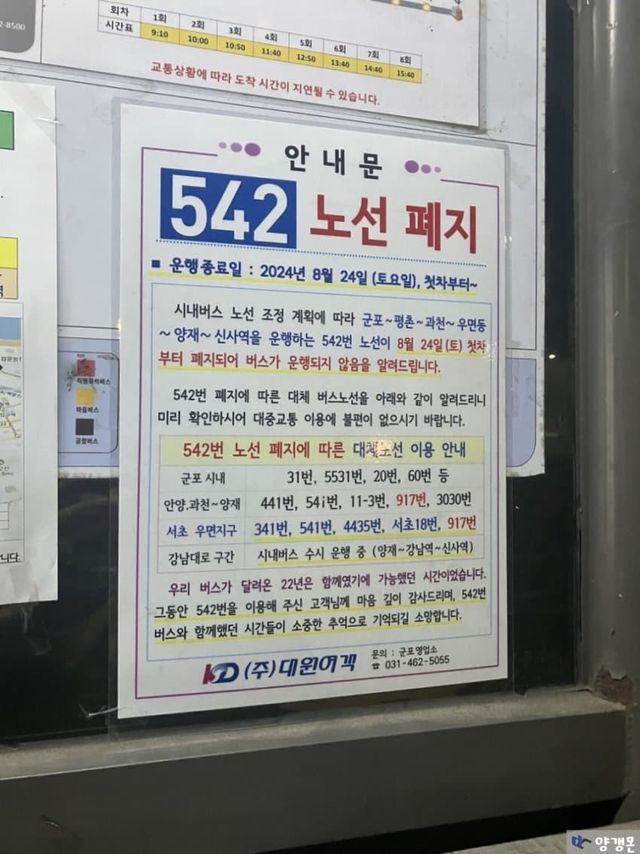 2-8500
회차 1회 2회 3회 4회 5회 6회 7회 8회
시간표 9:10 10:00 10:50 11:40 12:50 13:40 14:40 15:40
교통상황에 따라 도착 시간이 지연될 수 있습니다.
안 내 문
542 노선 폐지
■ 운행종료일 : 2024년 8월 24일 (토요일), 첫차부터~
시내버스 노선 조정 계획에 따라 군포~평촌~과천~우면동
~양재~신사역을 운행하는 542번 노선이 8월 24일(토) 첫차
부터 폐지되어 버스가 운행되지 않음을 알려드립니다.
542번 폐지에 따른 대체 버스노선을 아래와 같이 알려드리니
미리 확인하시어 대중교통 이용에 불편이 없으시기 바랍니다.
542번 노선 폐지에 따른 대체노선 이용 안내
군포 시내 31번, 5531번, 20번, 60번 등
안양.과천~양재 441번, 541번, 11-3번, 917번, 3030번
서초 우면지구 341번, 541번, 4435번, 서초18번, 917번
강남대로 구간 시내버스 수시 운행 중 (양재~강남역~신사역)
우리 버스가 달려온 22년은 함께였기에 가능했던 시간이었습니다.
그동안 542번을 이용해 주신 고객님께 마음 깊이 감사드리며, 542번
버스와 함께했던 시간들이 소중한 추억으로 기억되길 소망합니다.
KD (주)대원여객 문의 : 군포영업소
☎ 031-462-5055
직행좌석버스
마을버스
공항버스
니다.
양갱몬